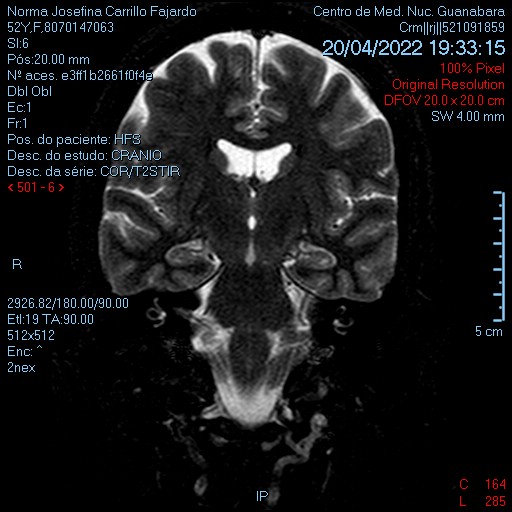 Norma Josefina Carrillo Fajardo
52Y,F,8070147063
Sl:6
Pós:20.00 mm
Nº aces. e3ff1b2661f0f4e
Dbl Obl
Ec:1
Fr:1
Pos. do paciente: HFS
Desc. do estudo: CRANIO
Desc. da série: COR/T2STIR
< 501 - 6 >
Centro de Med. Nuc. Guanabara
Crm||rj||521091859
20/04/2022 19:33:15
100% Pixel
Original Resolution
DFOV 20.0 x 20.0 cm
SW 4.00 mm
R
5 cm
2926.82/180.00/90.00
Etl:19 TA:90.00
512x512
Enc: ^
2nex
IP
C 164
L 285